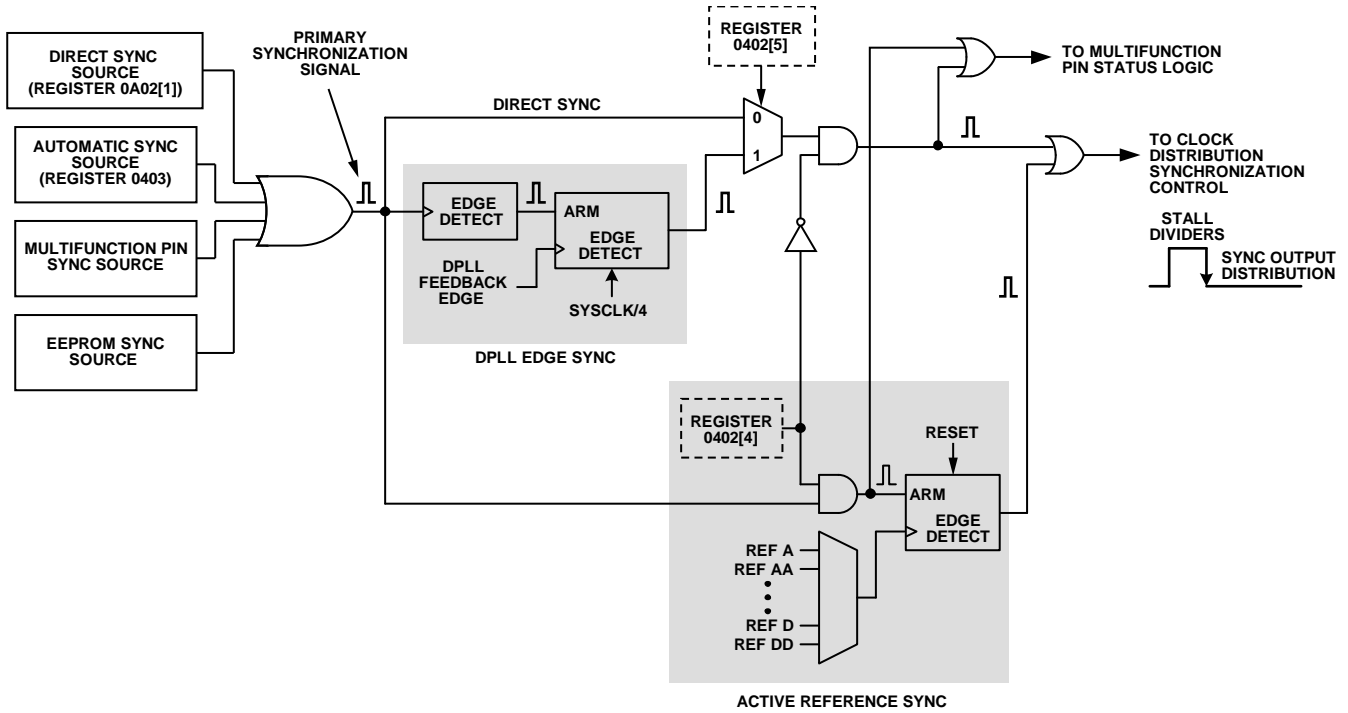 DIRECT SYNC
SOURCE
(REGISTER 0A02[1])
AUTOMATIC SYNC
SOURCE
(REGISTER 0403)
MULTIFUNCTION PIN
SYNC SOURCE
EEPROM SYNC
SOURCE
PRIMARY
SYNCHRONIZATION
SIGNAL
DIRECT SYNC
EDGE
DETECT
ARM
EDGE
DETECT
DPLL
FEEDBACK
EDGE
SYSCLK/4
DPLL EDGE SYNC
REGISTER
0402[5]
0
1
TO MULTIFUNCTION
PIN STATUS LOGIC
TO CLOCK
DISTRIBUTION
SYNCHRONIZATION
CONTROL
STALL
DIVIDERS
SYNC OUTPUT
DISTRIBUTION
REGISTER
0402[4]
RESET
ARM
EDGE
DETECT
REF A
REF AA
REF D
REF DD
ACTIVE REFERENCE SYNC